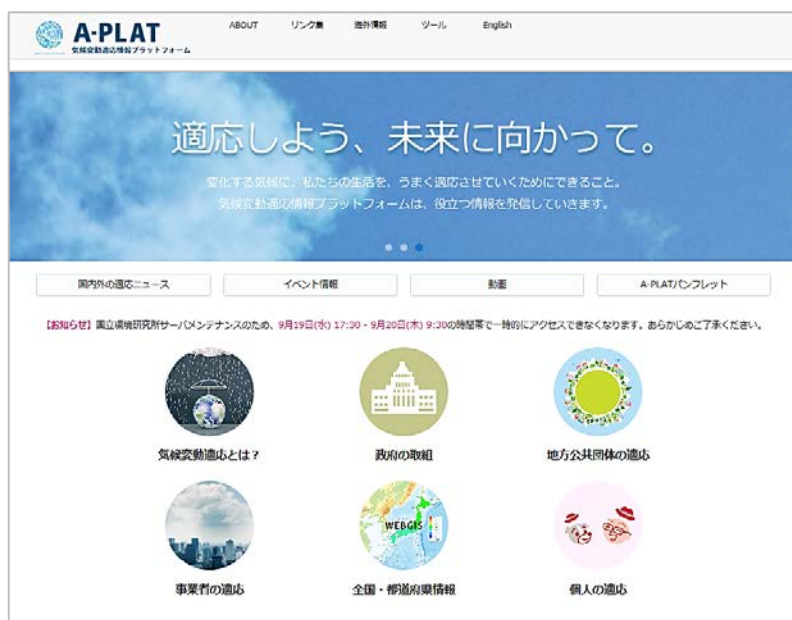 A-PLAT
気候変動適応情報プラットフォーム
ABOUT リンク集 海外情報 ツール English
適応しよう、未来に向かって。
変化する気候に、私たちの生活を、うまく適応させていくためにできること。
気候変動適応情報プラットフォームは、役立つ情報を発信していきます。
国内外の適応ニュース イベント情報 動画 A-PLATパンフレット
【お知らせ】国立環境研究所サーバメンテナンスのため、9月19日(水) 17:30 - 9月20日(木) 9:30の時間帯で一時的にアクセスできなくなります。あらかじめご了承ください。
気候変動適応とは？ 政府の取組 地方公共団体の適応
WEBGIS
事業者の適応 全国・都道府県情報 個人の適応